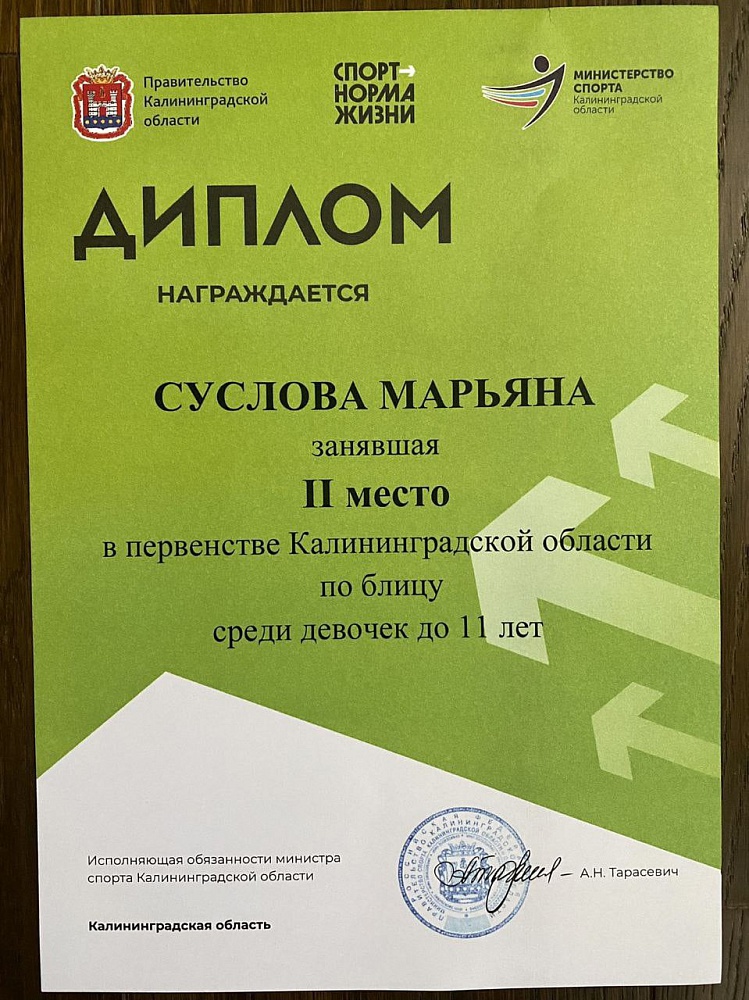 Правительство
Калининградской
области
СПОРТ→
НОРМА
ЖИЗНИ
МИНИСТЕРСТВО
СПОРТА
Калининградской
области
ДИПЛОМ
НАГРАЖДАЕТСЯ
СУСЛОВА МАРЬЯНА
занявшая
II место
в первенстве Калининградской области
по блицу
среди девочек до 11 лет
Исполняющая обязанности министра
спорта Калининградской области
А.Н. Тарасевич
Калининградская область